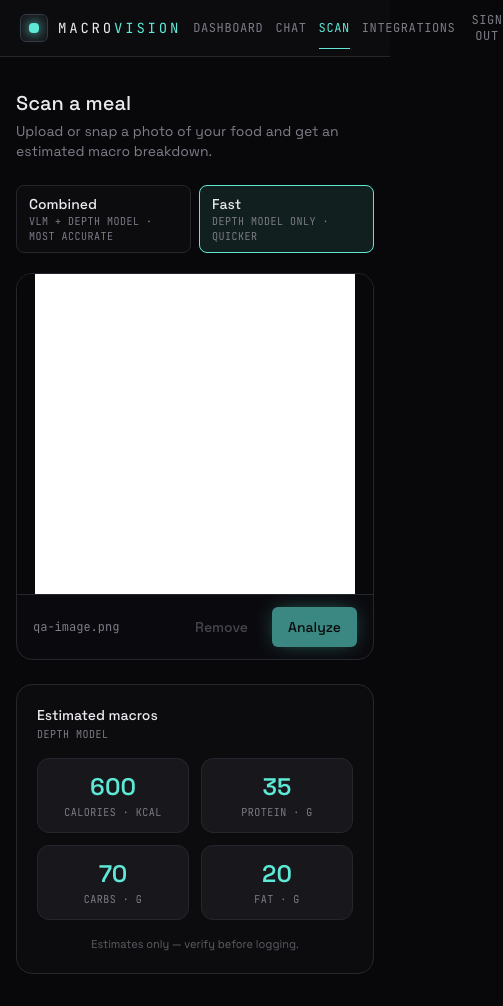 MACROVISION DASHBOARD CHAT SCAN INTEGRATIONS SIGN OUT
Scan a meal
Upload or snap a photo of your food and get an
estimated macro breakdown.
Combined
VLM + DEPTH MODEL ·
MOST ACCURATE
Fast
DEPTH MODEL ONLY ·
QUICKER
qa-image.png Remove Analyze
Estimated macros
DEPTH MODEL
600
CALORIES · KCAL
35
PROTEIN · G
70
CARBS · G
20
FAT · G
Estimates only — verify before logging.